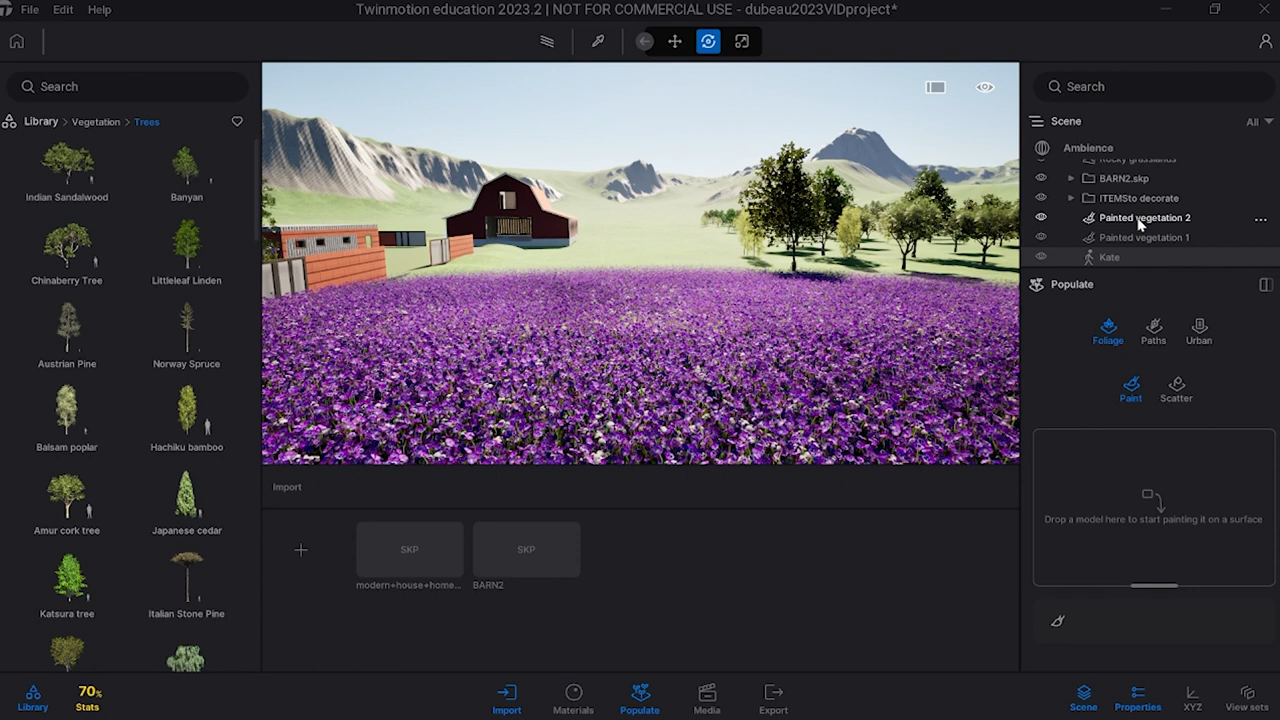 File Edit Help
Twinmotion education 2023.2 | NOT FOR COMMERCIAL USE - dubeau2023VIDproject*
Search
Library > Vegetation > Trees
Indian Sandalwood
Banyan
Chinaberry Tree
Littleleaf Linden
Austrian Pine
Norway Spruce
Balsam poplar
Hachiku bamboo
Amur cork tree
Japanese cedar
Katsura tree
Italian Stone Pine
Import
SKP
modern+house+home...
SKP
BARN2
Search
Scene
All
Ambience
Rocky grasslands
BARN2.skp
ITEMSto decorate
Painted vegetation 2
Painted vegetation 1
Kate
Populate
Foliage
Paths
Urban
Paint
Scatter
Drop a model here to start painting it on a surface
Library
70%
Stats
Import
Materials
Populate
Media
Export
Scene
Properties
XYZ
View sets